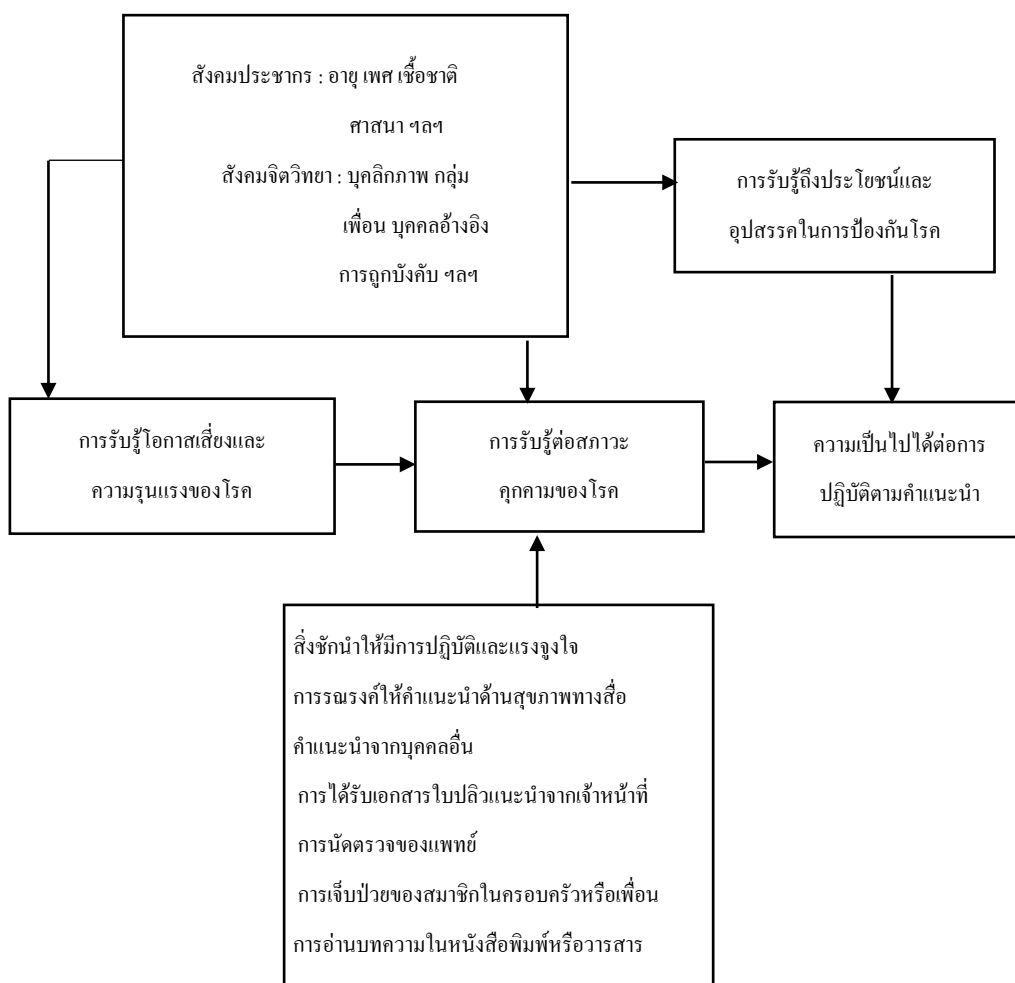 สังคมประชากร : อายุ เพศ เชื้อชาติ
ศาสนา ฯลฯ
สังคมจิตวิทยา : บุคลิกภาพ กลุ่ม
เพื่อน บุคคลอ้างอิง
การถูกบังคับ ฯลฯ
การรับรู้ถึงประโยชน์และ
อุปสรรคในการป้องกันโรค
การรับรู้โอกาสเสี่ยงและ
ความรุนแรงของโรค
การรับรู้ต่อสภาวะ
คุกคามของโรค
ความเป็นไปได้ต่อการ
ปฏิบัติตามคำแนะนำ
สิ่งชักนำให้มีการปฏิบัติและแรงจูงใจ
การรณรงค์ให้คำแนะนำด้านสุขภาพทางสื่อ
คำแนะนำจากบุคคลอื่น
การได้รับเอกสารใบปลิวแนะนำจากเจ้าหน้าที่
การนัดตรวจของแพทย์
การเจ็บป่วยของสมาชิกในครอบครัวหรือเพื่อน
การอ่านบทความในหนังสือพิมพ์หรือวารสาร